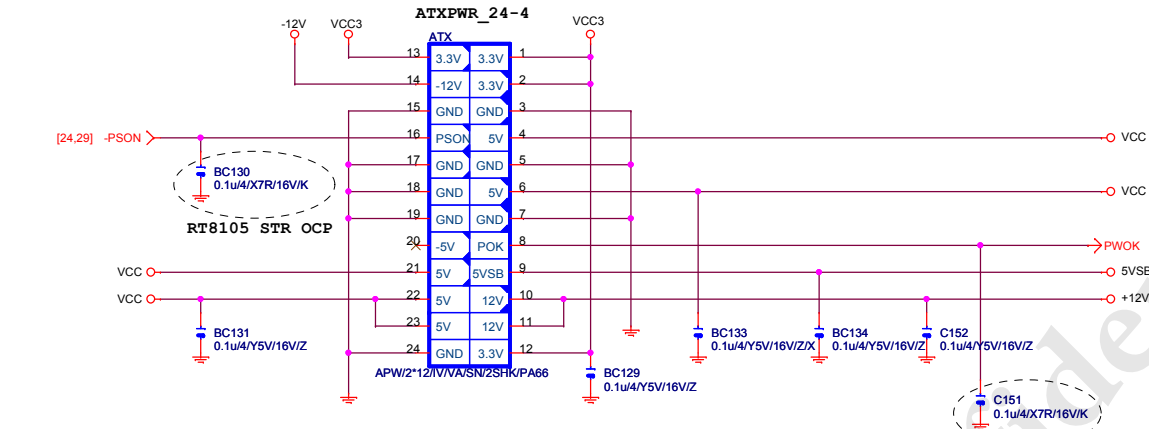 ATXPWR_24-4
-12V
VCC3
VCC3
ATX
13 3.3V 3.3V 1
14 -12V 3.3V 2
15 GND GND 3
[24,29] -PSON 16 PSON 5V 4 VCC
17 GND GND 5
BC130
0.1u/4/X7R/16V/K
18 GND 5V 6 VCC
19 GND GND 7
RT8105 STR OCP
20 -5V POK 8 PWOK
VCC 21 5V 5VSB 9 5VSB
VCC 22 5V 12V 10 +12V
23 5V 12V 11
BC131
0.1u/4/Y5V/16V/Z
BC133
0.1u/4/Y5V/16V/Z/X
BC134
0.1u/4/Y5V/16V/Z
C152
0.1u/4/Y5V/16V/Z
24 GND 3.3V 12
APW/2*12/IV/VA/SN/2SHK/PA66
BC129
0.1u/4/Y5V/16V/Z
C151
0.1u/4/X7R/16V/K